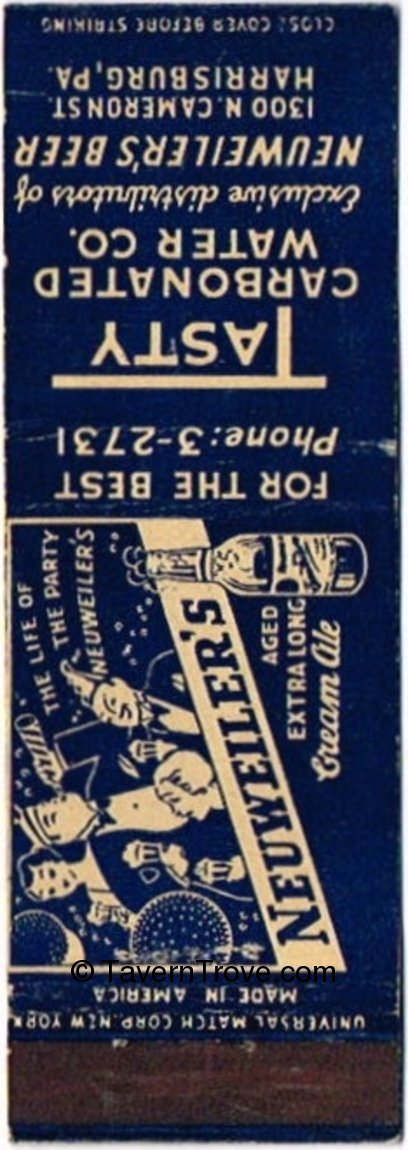 CLOSE COVER BEFORE STRIKING
1300 N. CAMERON ST.
HARRISBURG, PA.
NEUWEILER'S BEER
Exclusive distributors of
WATER CO.
CARBONATED
TASTY
Phone: 3-2731
FOR THE BEST
THE LIFE OF
THE PARTY
NEUWEILER'S
NEUWEILER'S
AGED
EXTRA LONG
Cream Ale
© TavernTrove.com
MADE IN AMERICA
UNIVERSAL MATCH CORP. NEW YORK